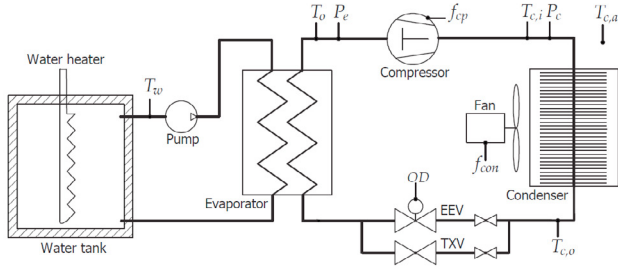 T_o P_e
f_cp
T_c,i P_c
T_c,a
Water heater
T_w
Compressor
Fan
Pump
f_con
OD
Evaporator
EEV
Condenser
TXV
T_c,o
Water tank